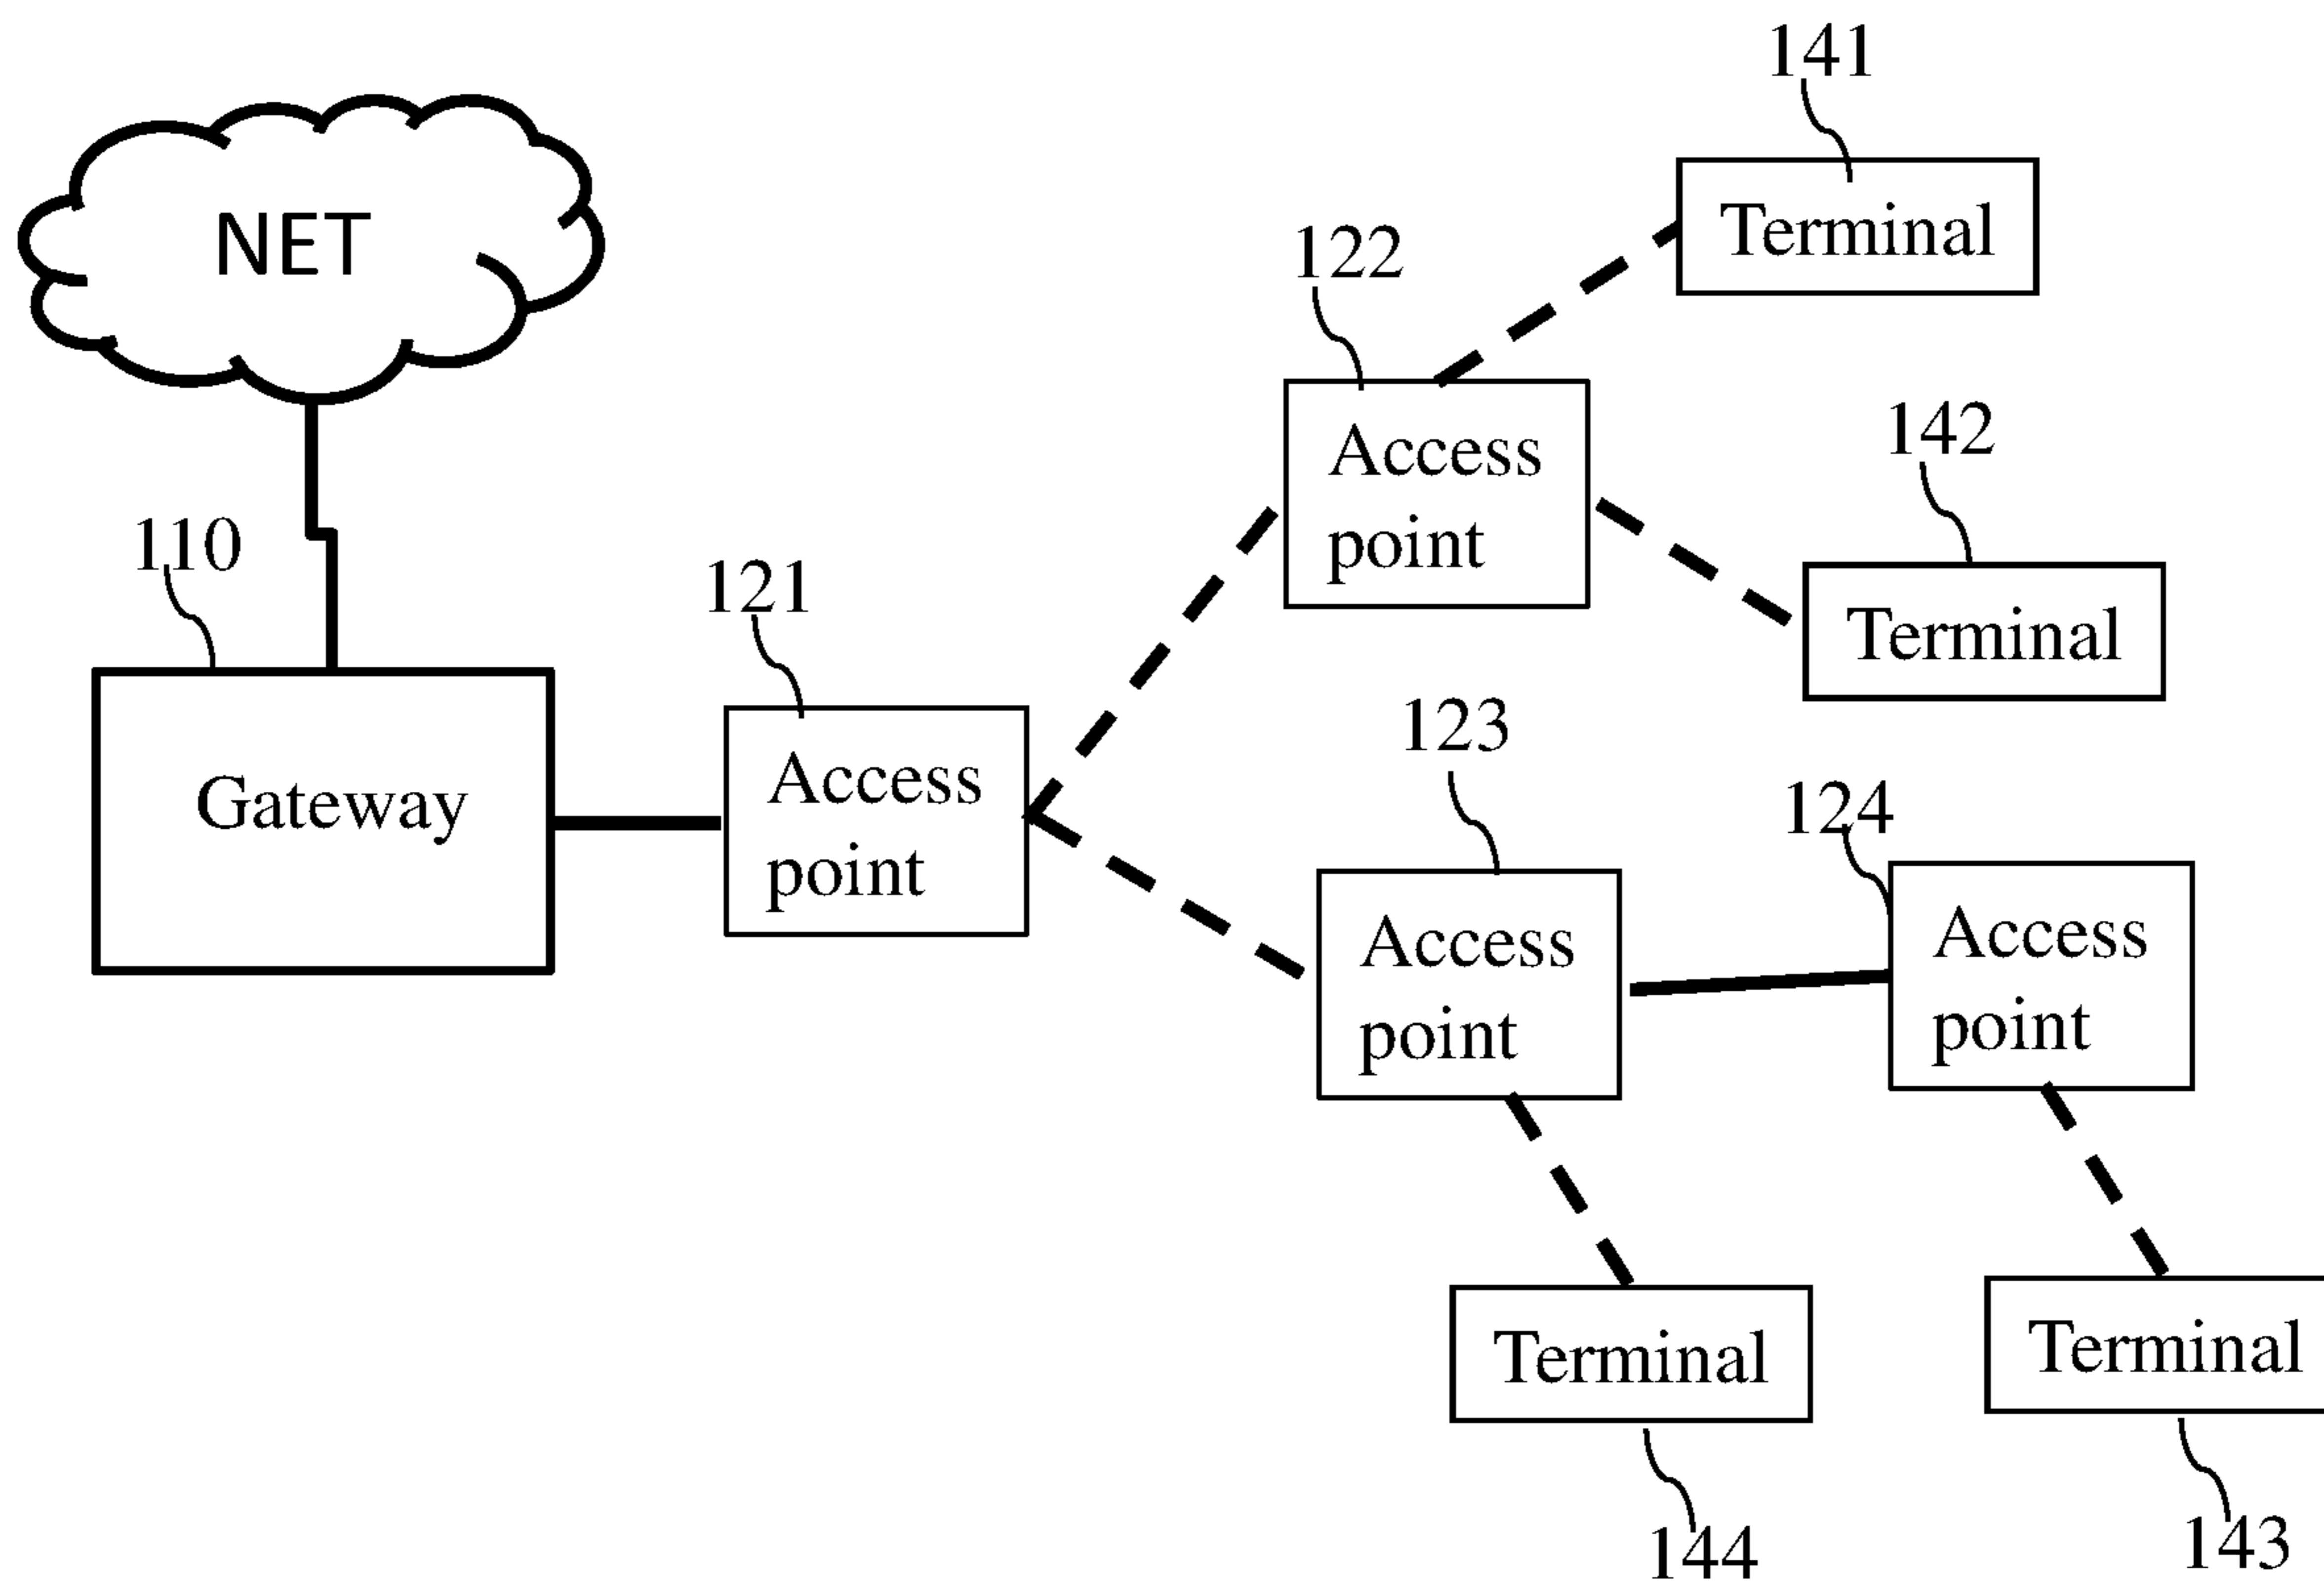 141
NET
Terminal
122
142
Access
point
110
121
Terminal
123
Gateway
Access
point
124
Access
point
Access
point
Terminal
Terminal
144
143